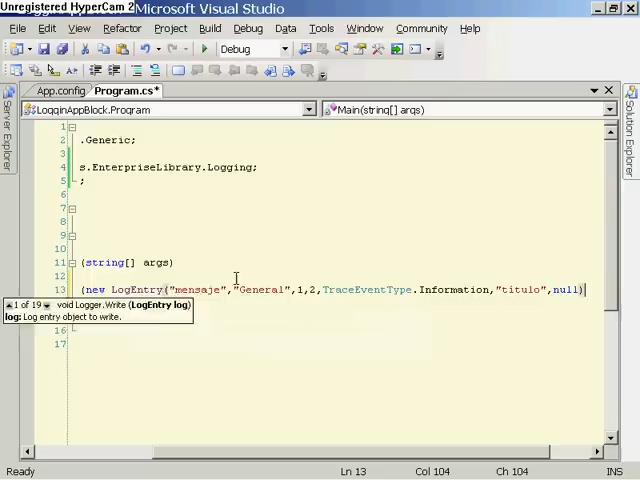 Unregistered HyperCam 2
Microsoft Visual Studio
File Edit View Refactor Project Build Debug Data Tools Window Community Help
Debug
App.config Program.cs*
LogginAppBlock.Program Main(string[] args)
Server Explorer
Solution Explorer
1
2 .Generic;
3
4 s.EnterpriseLibrary.Logging;
5 ;
6
7
8
9
10
11 (string[] args)
12
13 (new LogEntry("mensaje","General",1,2,TraceEventType.Information,"titulo",null)
1 of 19 void Logger.Write (LogEntry log)
log: Log entry object to write.
16
17
Ready Ln 13 Col 104 Ch 104 INS